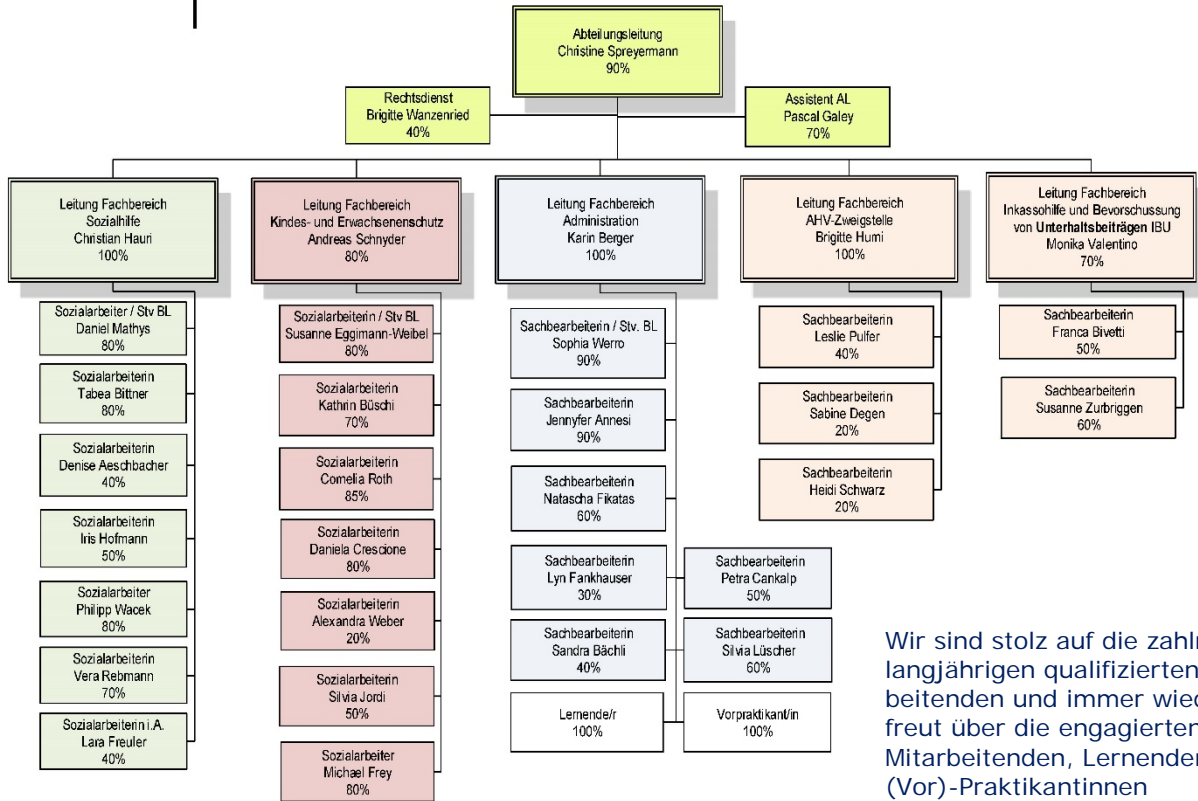 Abteilungsleitung
Christine Spreyermann
90%
Rechtsdienst
Brigitte Wanzenried
40%
Assistent AL
Pascal Galey
70%
Leitung Fachbereich
Sozialhilfe
Christian Hauri
100%
Sozialarbeiter / Stv BL
Daniel Mathys
80%
Sozialarbeiterin
Tabea Bittner
80%
Sozialarbeiterin
Denise Aeschbacher
40%
Sozialarbeiterin
Iris Hofmann
50%
Sozialarbeiter
Philipp Wacek
80%
Sozialarbeiterin
Vera Rebmann
70%
Sozialarbeiterin i.A.
Lara Freuler
40%
Leitung Fachbereich
Kindes- und Erwachsenenschutz
Andreas Schnyder
80%
Sozialarbeiterin / Stv BL
Susanne Eggimann-Weibel
80%
Sozialarbeiterin
Kathrin Büschi
70%
Sozialarbeiterin
Cornelia Roth
85%
Sozialarbeiterin
Daniela Crescione
80%
Sozialarbeiterin
Alexandra Weber
20%
Sozialarbeiterin
Silvia Jordi
50%
Sozialarbeiter
Michael Frey
80%
Leitung Fachbereich
Administration
Karin Berger
100%
Sachbearbeiterin / Stv. BL
Sophia Werro
90%
Sachbearbeiterin
Jennyfer Annesi
90%
Sachbearbeiterin
Natascha Fikatas
60%
Sachbearbeiterin
Lyn Fankhauser
30%
Sachbearbeiterin
Petra Cankalp
50%
Sachbearbeiterin
Sandra Bächli
40%
Sachbearbeiterin
Silvia Lüscher
60%
Lernende/r
100%
Vorpraktikant/in
100%
Leitung Fachbereich
AHV-Zweigstelle
Brigitte Hurni
100%
Sachbearbeiterin
Leslie Pulfer
40%
Sachbearbeiterin
Sabine Degen
20%
Sachbearbeiterin
Heidi Schwarz
20%
Leitung Fachbereich
Inkassohilfe und Bevorschussung
von Unterhaltsbeiträgen IBU
Monika Valentino
70%
Sachbearbeiterin
Franca Bivetti
50%
Sachbearbeiterin
Susanne Zurbriggen
60%
Wir sind stolz auf die
langjährigen qualifizierten
beitenden und immer
freut über die engagierten
Mitarbeitenden,
(Vor)-Praktikantinnen